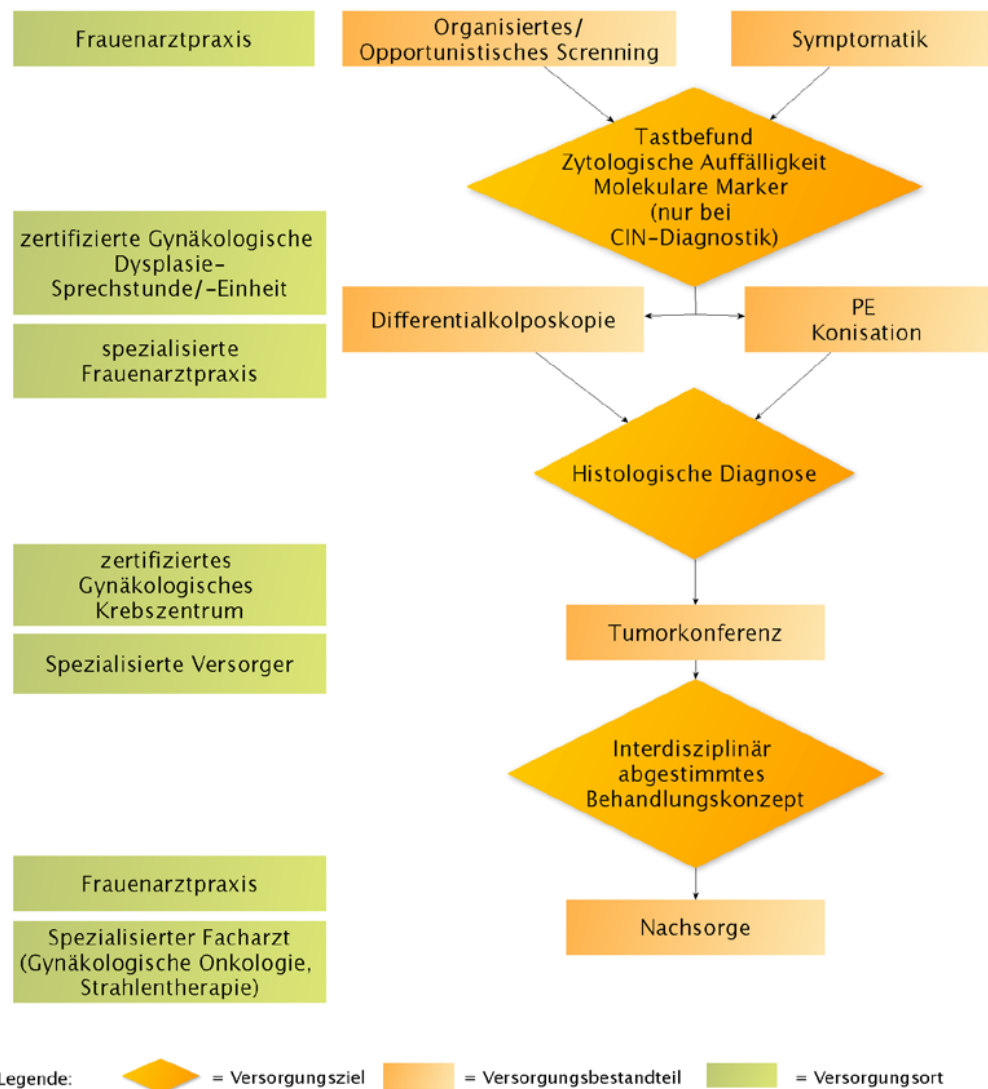 Frauenarztpraxis
Organisiertes/
Opportunistisches Screnning
Symptomatik
Tastbefund
Zytologische Auffälligkeit
Molekulare Marker
(nur bei
CIN-Diagnostik)
zertifizierte Gynäkologische
Dysplasie-
Sprechstunde/-Einheit
spezialisierte
Frauenarztpraxis
Differentialkolposkopie
PE
Konisation
Histologische Diagnose
zertifiziertes
Gynäkologisches
Krebszentrum
Spezialisierte Versorger
Tumorkonferenz
Interdisziplinär
abgestimmtes
Behandlungskonzept
Frauenarztpraxis
Spezialisierter Facharzt
(Gynäkologische Onkologie,
Strahlentherapie)
Nachsorge
Legende: = Versorgungsziel = Versorgungsbestandteil = Versorgungsort